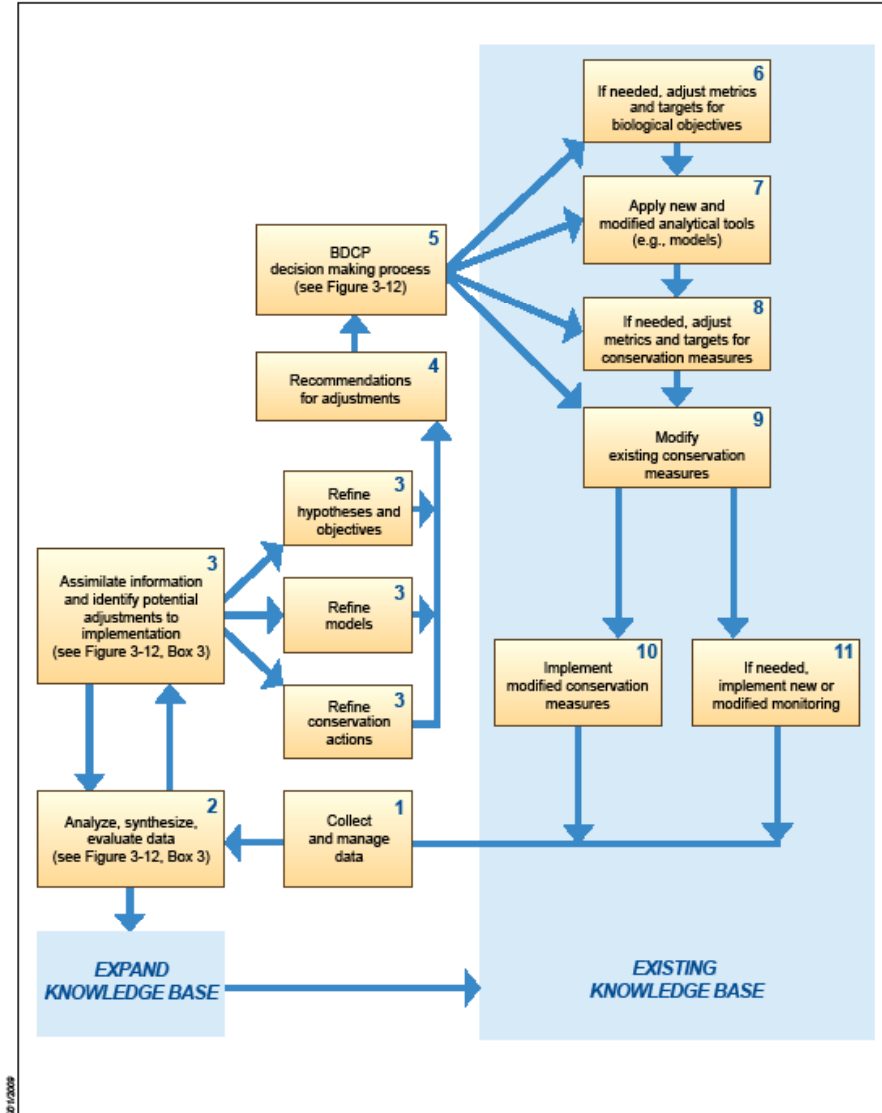 6
If needed, adjust metrics
and targets for
biological objectives
7
Apply new and
modified analytical tools
(e.g., models)
5
BDCP
decision making process
(see Figure 3-12)
8
If needed, adjust
metrics and targets for
conservation measures
4
Recommendations
for adjustments
9
Modify
existing conservation
measures
3
Refine
hypotheses and
objectives
3
Assimilate information
and identify potential
adjustments to
implementation
(see Figure 3-12, Box 3)
3
Refine
models
3
Refine
conservation
actions
10
Implement
modified conservation
measures
11
If needed,
implement new or
modified monitoring
2
Analyze, synthesize,
evaluate data
(see Figure 3-12, Box 3)
1
Collect
and manage
data
EXPAND
KNOWLEDGE BASE
EXISTING
KNOWLEDGE BASE